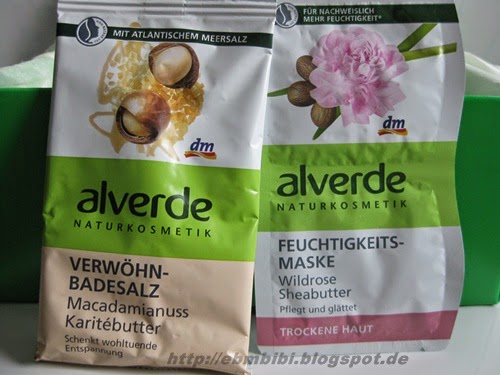 MIT ATLANTISCHEM MEERSALZ
dm
alverde
NATURKOSMETIK
VERWÖHN-
BADESALZ
Macadamianuss
Karitébutter
Schenkt wohltuende
Entspannung
FÜR NACHWEISLICH
MEHR FEUCHTIGKEIT*
dm
alverde
NATURKOSMETIK
FEUCHTIGKEITS-
MASKE
Wildrose
Sheabutter
Pflegt und glättet
TROCKENE HAUT
http://ebmbibi.blogspot.de